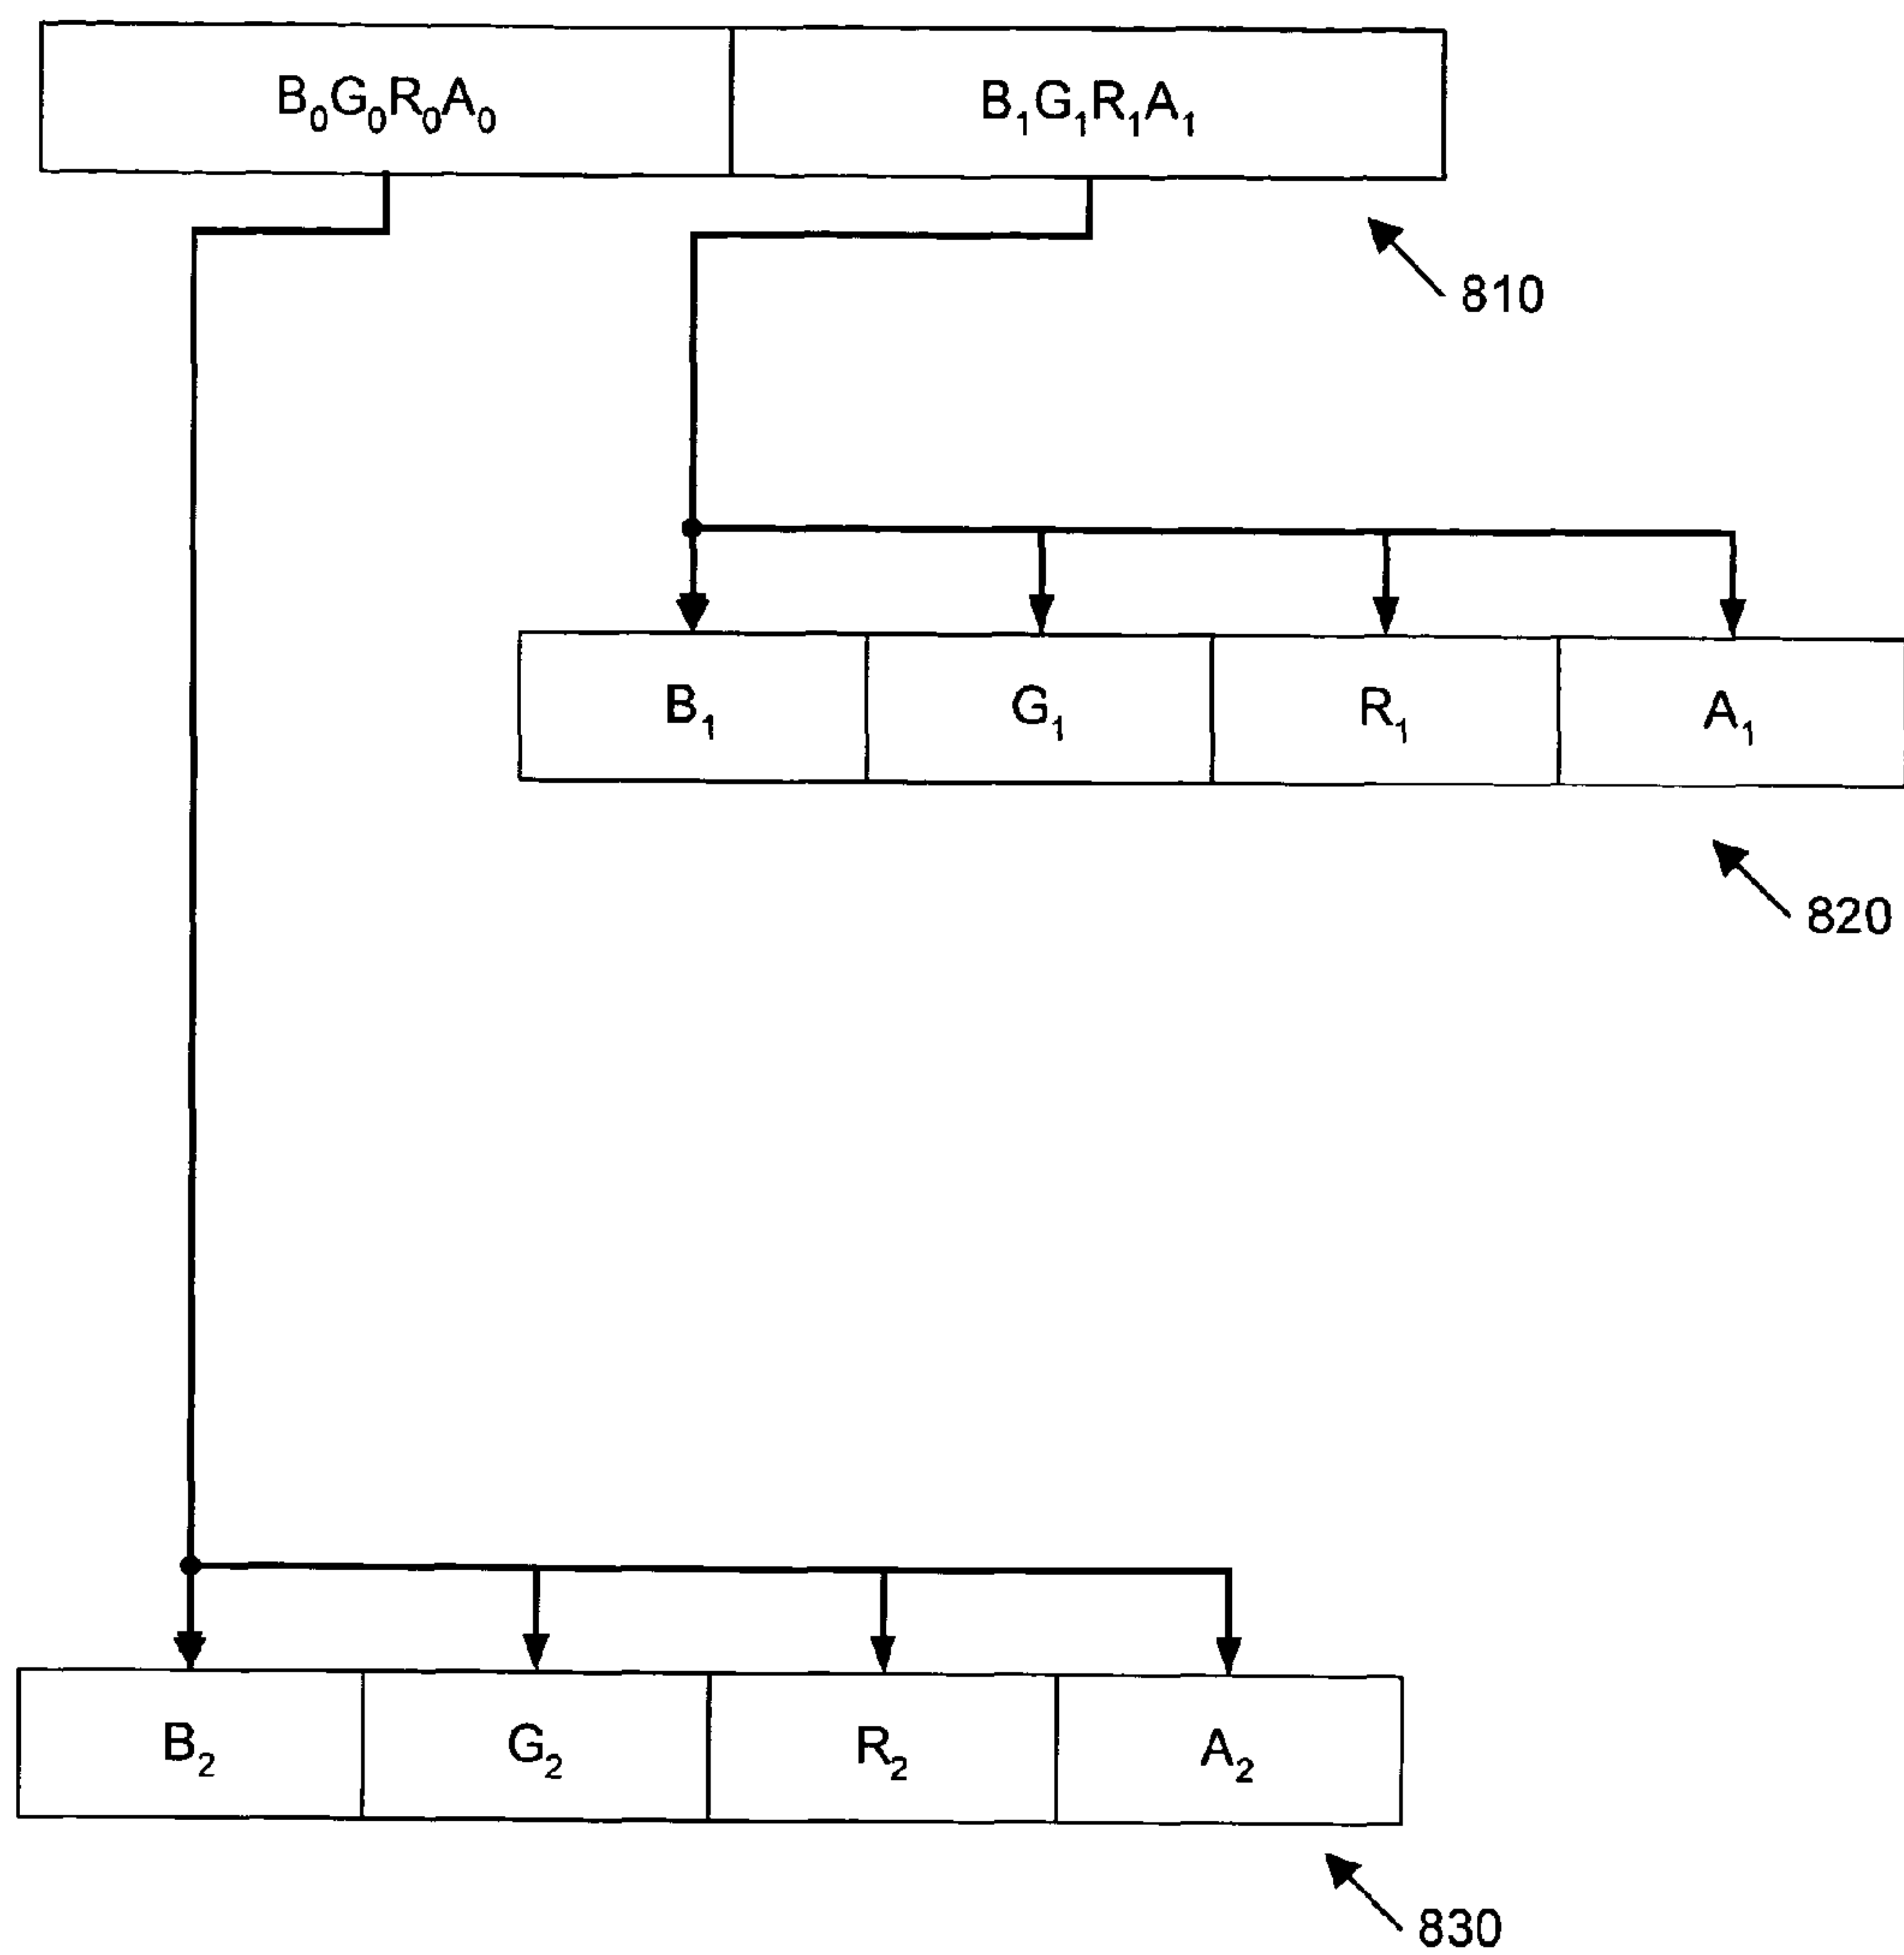 B₀G₀R₀A₀ B₁G₁R₁A₁
810
B₁ G₁ R₁ A₁
820
B₂ G₂ R₂ A₂
830